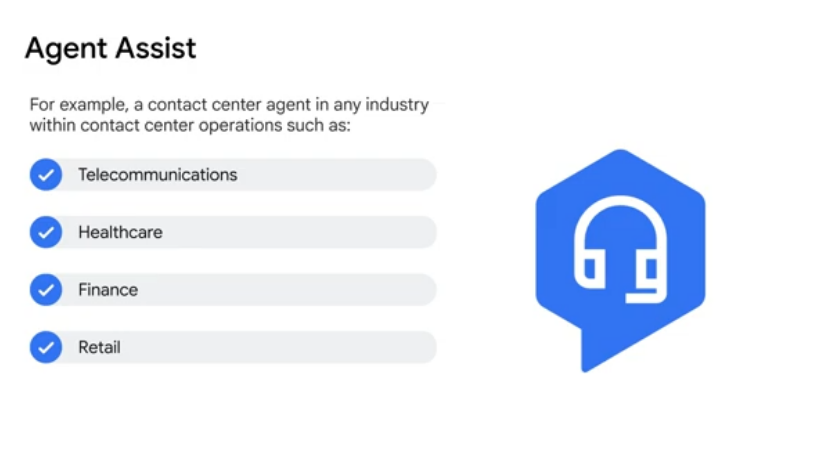 Agent Assist
For example, a contact center agent in any industry
within contact center operations such as:
Telecommunications
Healthcare
Finance
Retail